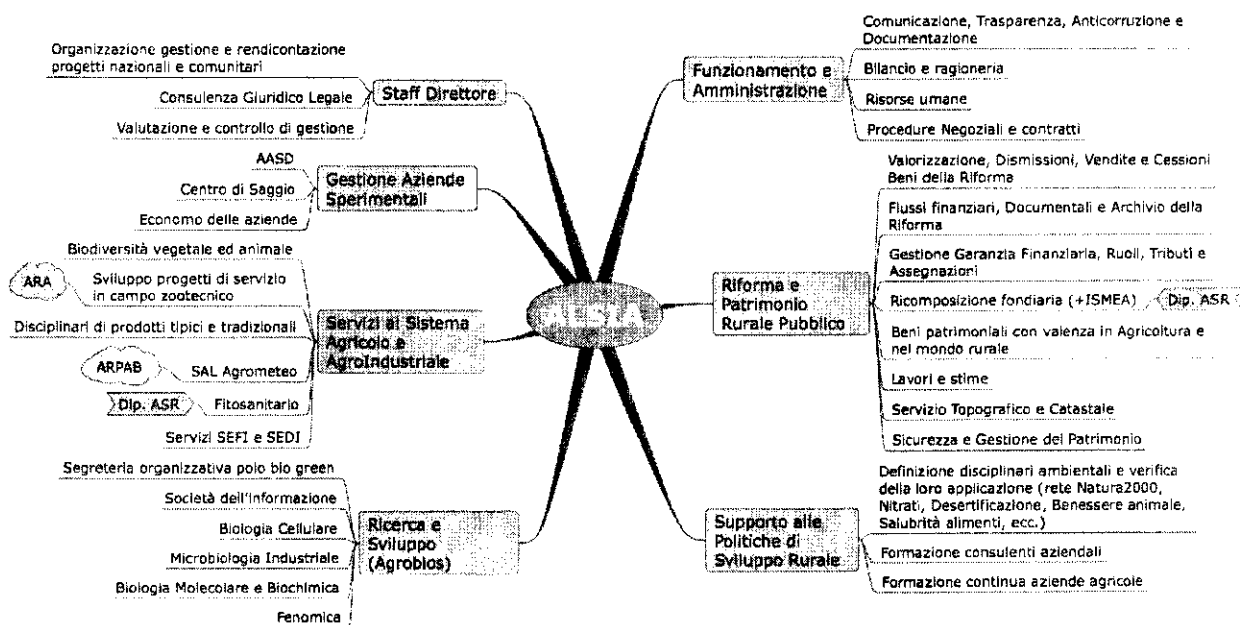 Organizzazione gestione e rendicontazione
progetti nazionali e comunitari
Consulenza Giuridico Legale
Valutazione e controllo di gestione
Staff Direttore
AASD
Centro di Saggio
Economo delle aziende
Gestione Aziende
Sperimentali
Biodiversità vegetale ed animale
ARA
Sviluppo progetti di servizio
in campo zootecnico
Disciplinari di prodotti tipici e tradizionali
ARPAB
SAL Agrometeo
Dip. ASR
Fitosanitario
Servizi SEFI e SEDI
Servizi al Sistema
Agricolo e
AgroIndustriale
Segreteria organizzativa polo bio green
Società dell'Informazione
Biologia Cellulare
Microbiologia Industriale
Biologia Molecolare e Biochimica
Fenomica
Ricerca e
Sviluppo
(Agrobios)
ALSIA
Funzionamento e
Amministrazione
Comunicazione, Trasparenza, Anticorruzione e
Documentazione
Bilancio e ragioneria
Risorse umane
Procedure Negoziali e contratti
Riforma e
Patrimonio
Rurale Pubblico
Valorizzazione, Dismissioni, Vendite e Cessioni
Beni della Riforma
Flussi finanziari, Documentali e Archivio della
Riforma
Gestione Garanzia Finanziaria, Ruoli, Tributi e
Assegnazioni
Ricomposizione fondiaria (+ISMEA)
Dip. ASR
Beni patrimoniali con valenza in Agricoltura e
nel mondo rurale
Lavori e stime
Servizio Topografico e Catastale
Sicurezza e Gestione del Patrimonio
Supporto alle
Politiche di
Sviluppo Rurale
Definizione disciplinari ambientali e verifica
della loro applicazione (rete Natura2000,
Nitrati, Desertificazione, Benessere animale,
Salubrità alimenti, ecc.)
Formazione consulenti aziendali
Formazione continua aziende agricole